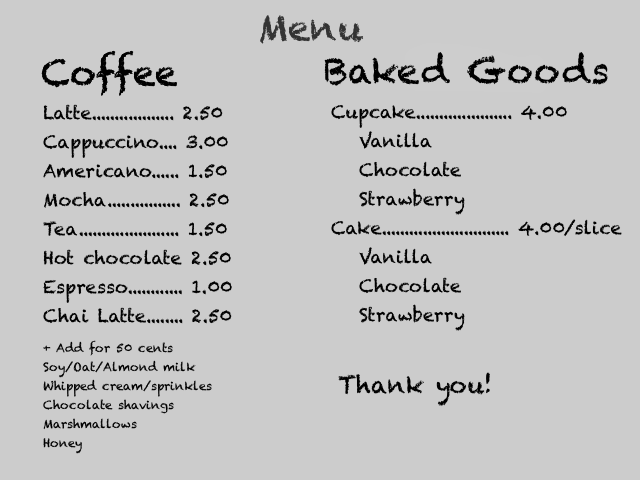 Menu
Coffee
Latte.................. 2.50
Cappuccino.... 3.00
Americano...... 1.50
Mocha................ 2.50
Tea...................... 1.50
Hot chocolate 2.50
Espresso............ 1.00
Chai Latte........ 2.50
+ Add for 50 cents
Soy/Oat/Almond milk
Whipped cream/sprinkles
Chocolate shavings
Marshmallows
Honey
Baked Goods
Cupcake..................... 4.00
Vanilla
Chocolate
Strawberry
Cake............................ 4.00/slice
Vanilla
Chocolate
Strawberry
Thank you!